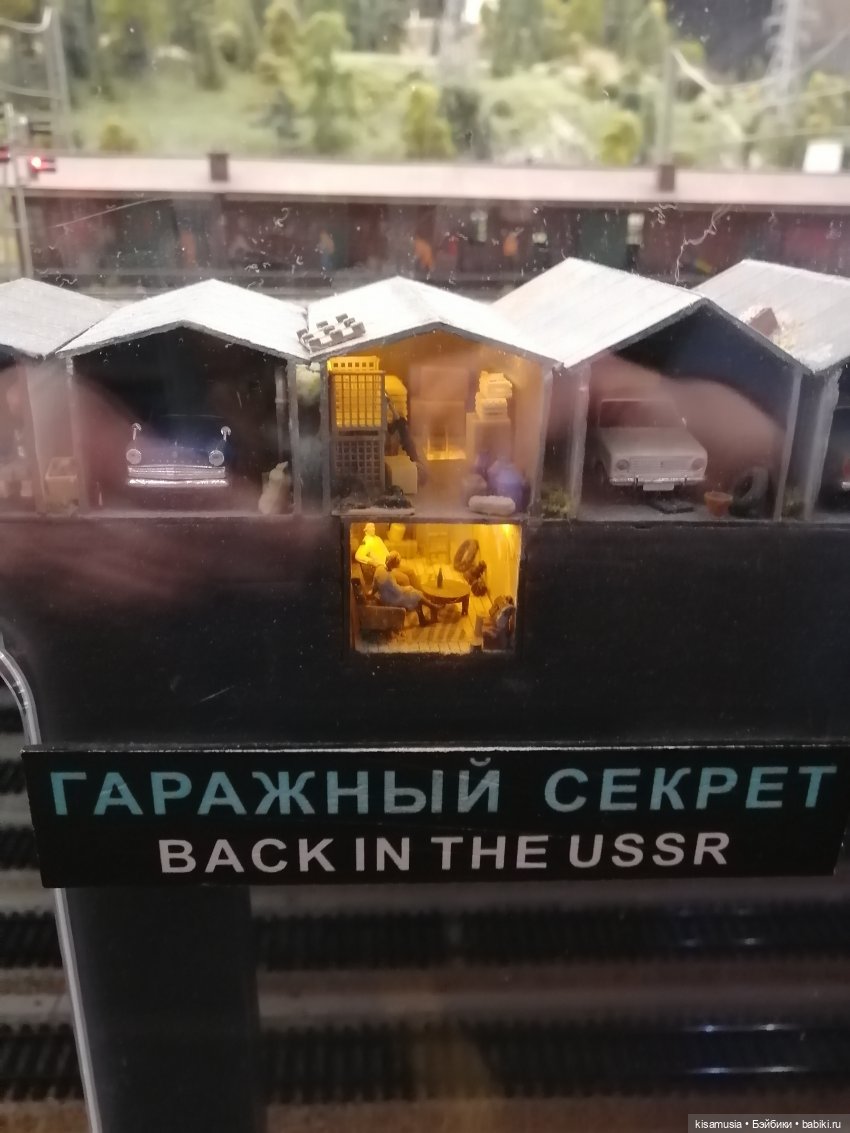 ГАРАЖНЫЙ СЕКРЕТ
BACK IN THE USSR
kisamusia • Бэйбики • babiki.ru